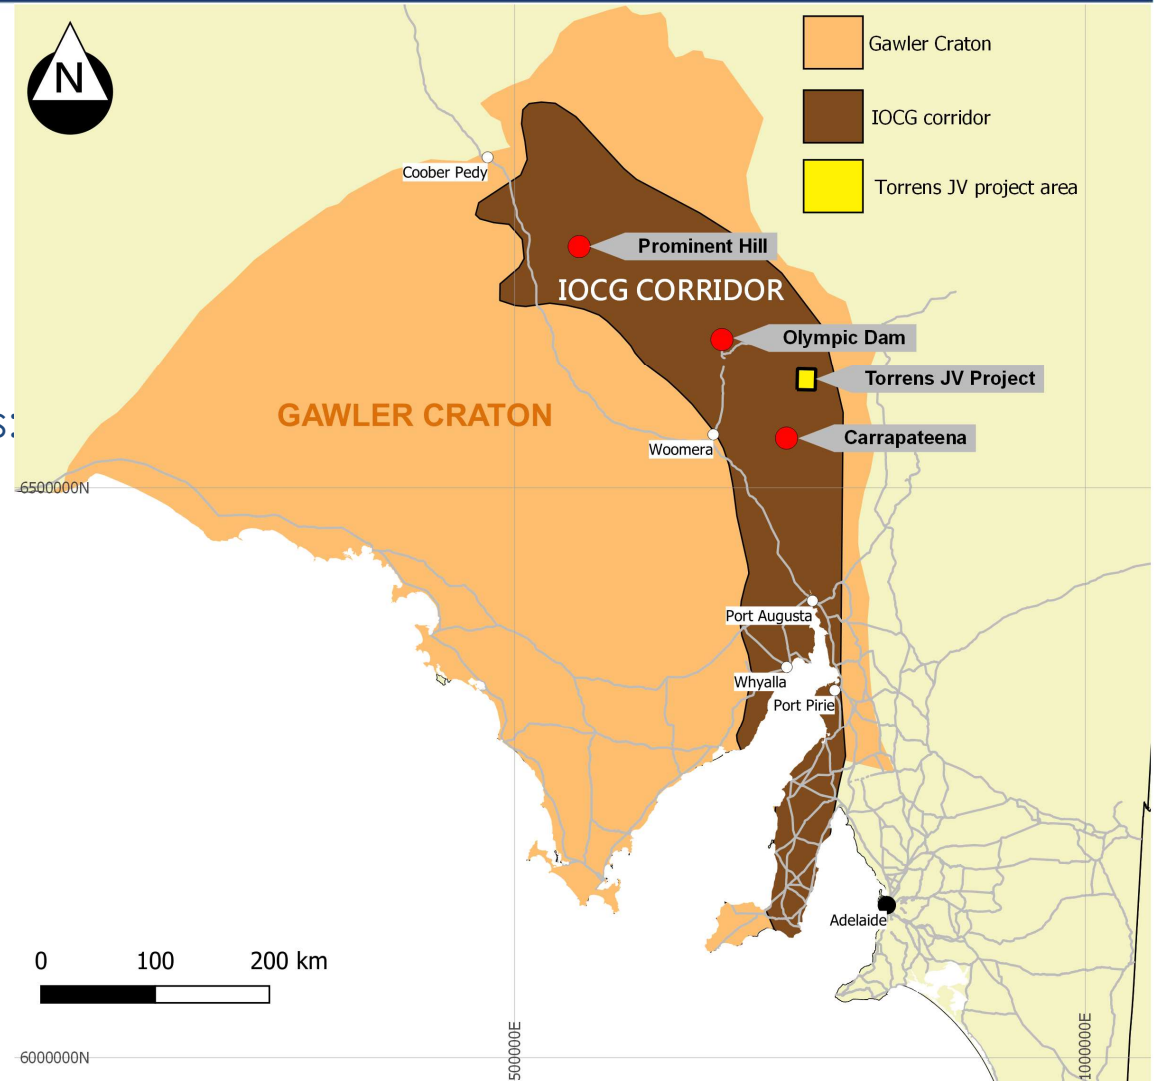 N
Gawler Craton
IOCG corridor
Torrens JV project area
Coober Pedy
Prominent Hill
IOCG CORRIDOR
Olympic Dam
Torrens JV Project
GAWLER CRATON
s:
Carrapateena
Woomera
6500000N
Port Augusta
Whyalla
Port Pirie
Adelaide
0 100 200 km
500000E
1000000E
6000000N